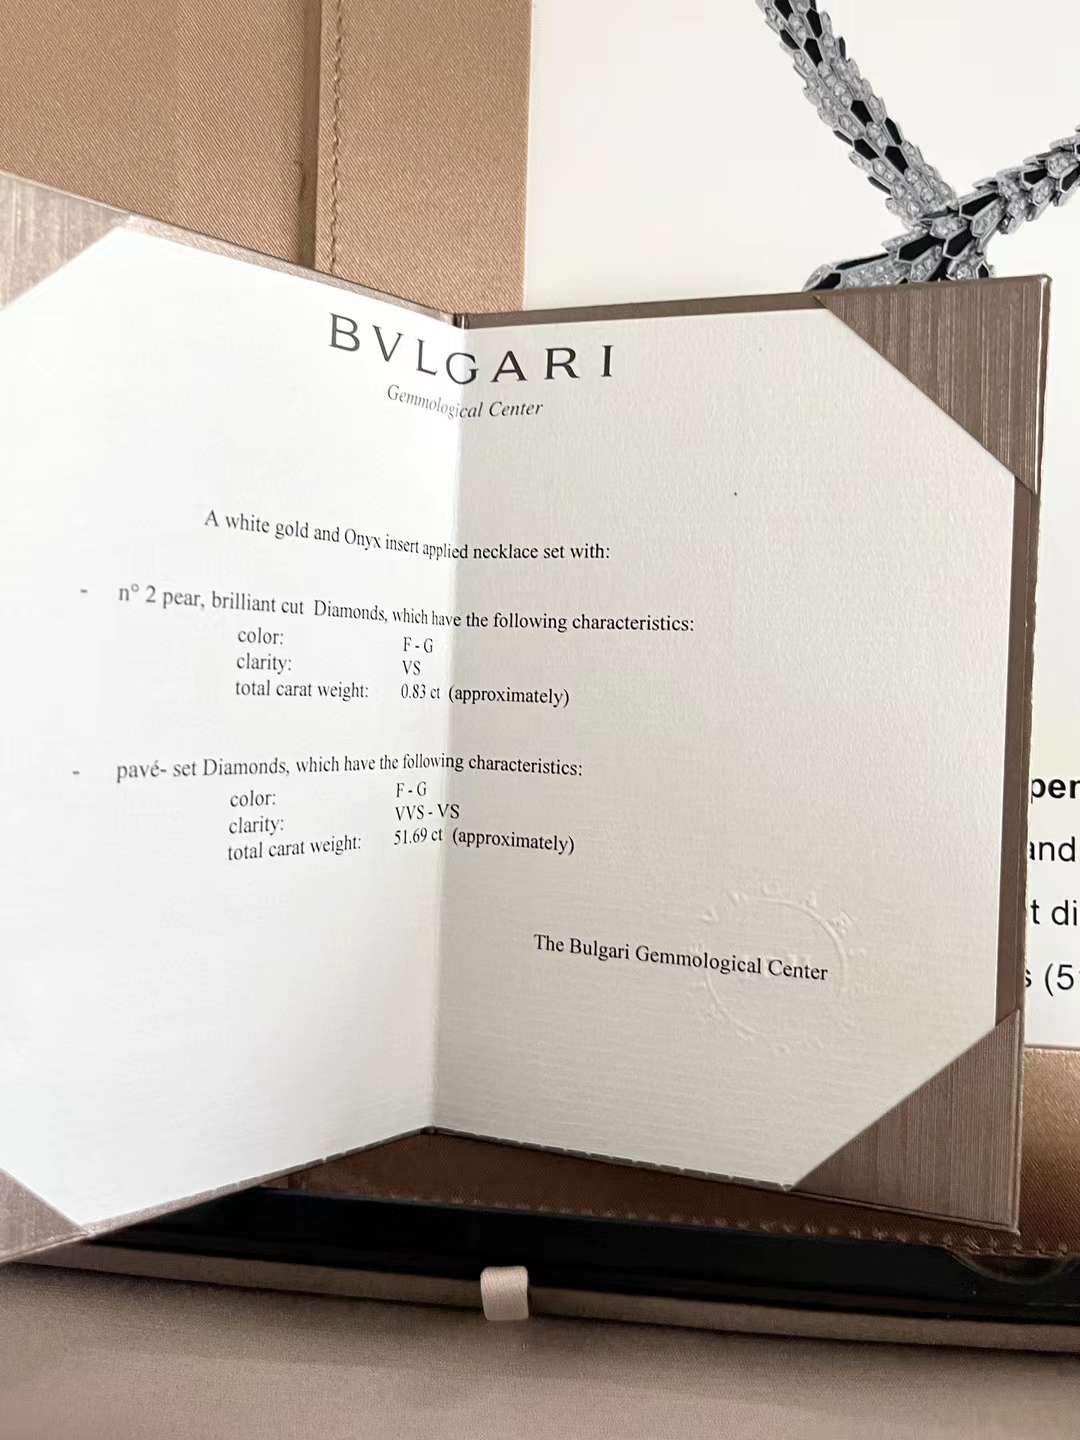 BVLGARI
Gemmological Center
A white gold and Onyx insert applied necklace set with:
- n° 2 pear, brilliant cut Diamonds, which have the following characteristics:
color: F - G
clarity: VS
total carat weight: 0.83 ct (approximately)
- pavé- set Diamonds, which have the following characteristics:
color: F - G
clarity: VVS - VS
total carat weight: 51.69 ct (approximately)
The Bulgari Gemmological Center
t di
(5